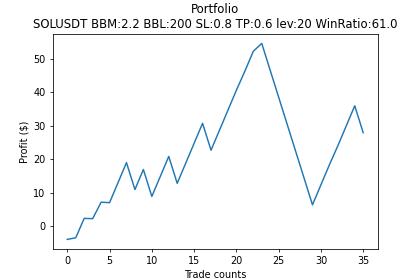 Portfolio
SOLUSDT BBM:2.2 BBL:200 SL:0.8 TP:0.6 lev:20 WinRatio:61.0
Profit ($)
50
40
30
20
10
0
0 5 10 15 20 25 30 35
Trade counts